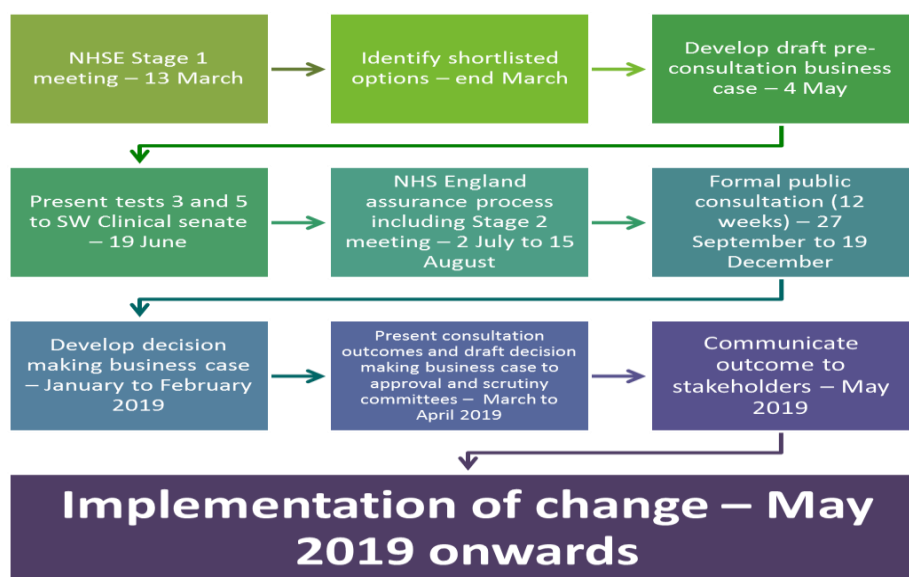 NHSE Stage 1
meeting – 13 March
Identify shortlisted
options – end March
Develop draft pre-
consultation business
case – 4 May
Present tests 3 and 5
to SW Clinical senate
– 19 June
NHS England
assurance process
including Stage 2
meeting – 2 July to 15
August
Formal public
consultation (12
weeks) – 27
September to 19
December
Develop decision
making business case
– January to February
2019
Present consultation
outcomes and draft decision
making business case to
approval and scrutiny
committees – March to
April 2019
Communicate
outcome to
stakeholders – May
2019
Implementation of change – May
2019 onwards